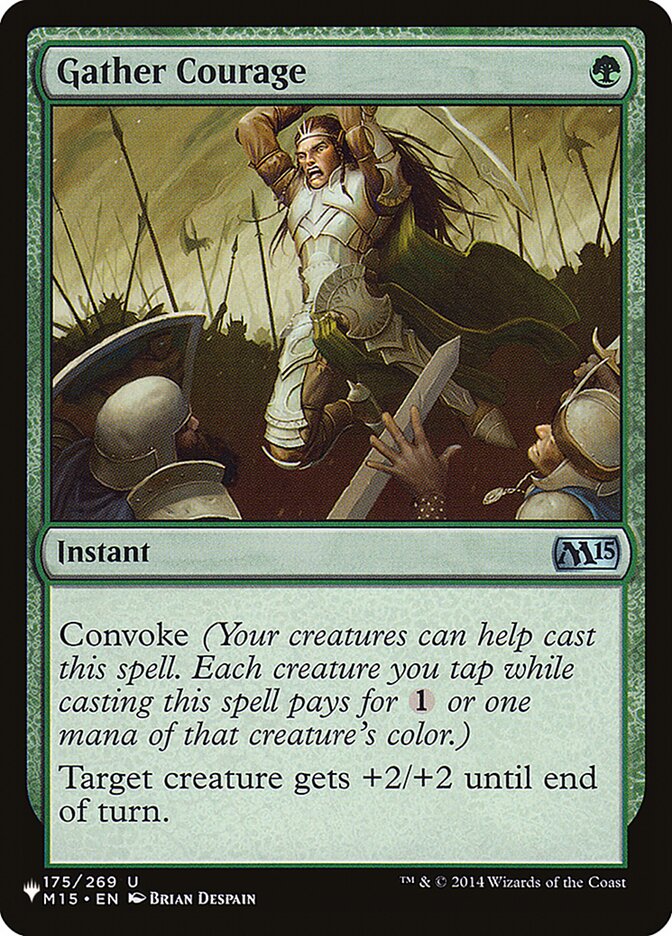 Gather Courage
Instant
M15
Convoke (Your creatures can help cast
this spell. Each creature you tap while
casting this spell pays for 1 or one
mana of that creature's color.)
Target creature gets +2/+2 until end
of turn.
175/269 U
M15 • EN Brian Despain
™ & © 2014 Wizards of the Coast